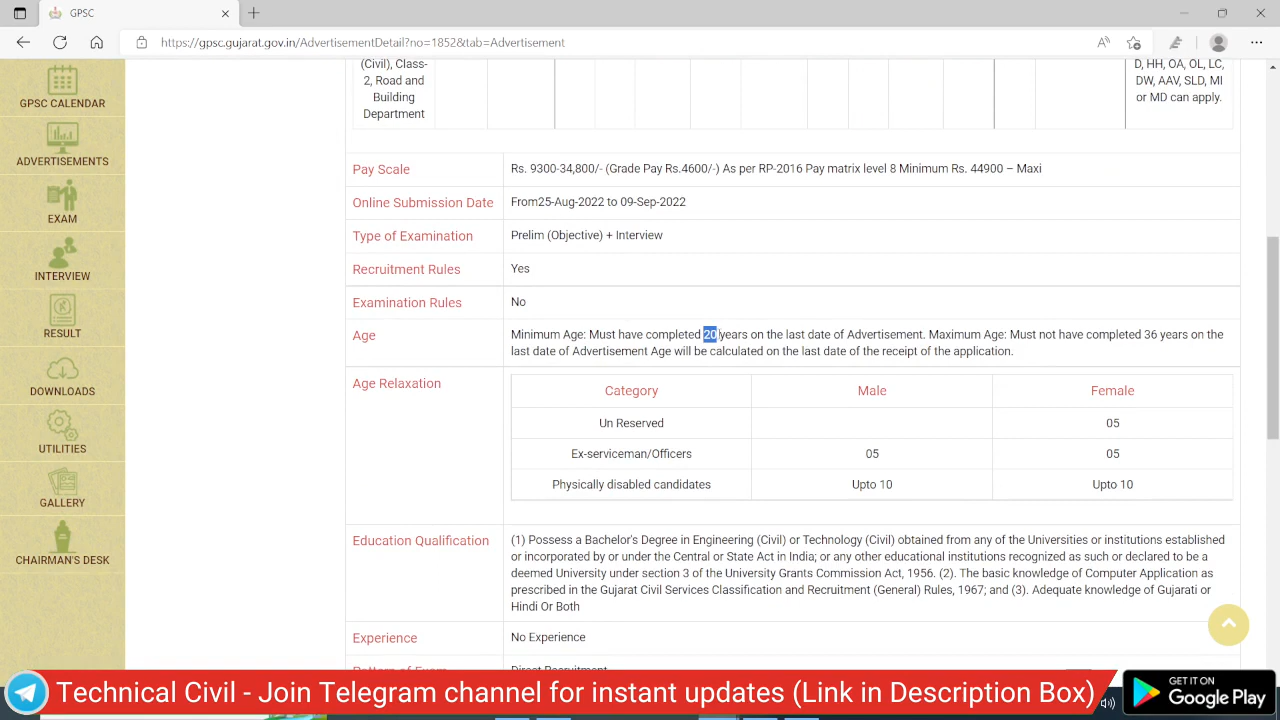 GPSC
https://gpsc.gujarat.gov.in/AdvertisementDetail?no=1852&tab=Advertisement
GPSC CALENDAR
ADVERTISEMENTS
EXAM
INTERVIEW
RESULT
DOWNLOADS
UTILITIES
GALLERY
CHAIRMAN'S DESK
(Civil), Class-
2, Road and
Building
Department
D, HH, OA, OL, LC,
DW, AAV, SLD, MI
or MD can apply.
Pay Scale
Rs. 9300-34,800/- (Grade Pay Rs.4600/-) As per RP-2016 Pay matrix level 8 Minimum Rs. 44900 – Maxi
Online Submission Date
From25-Aug-2022 to 09-Sep-2022
Type of Examination
Prelim (Objective) + Interview
Recruitment Rules
Yes
Examination Rules
No
Age
Minimum Age: Must have completed 20 years on the last date of Advertisement. Maximum Age: Must not have completed 36 years on the
last date of Advertisement Age will be calculated on the last date of the receipt of the application.
Age Relaxation
Category Male Female
Un Reserved 05
Ex-serviceman/Officers 05 05
Physically disabled candidates Upto 10 Upto 10
Education Qualification
(1) Possess a Bachelor's Degree in Engineering (Civil) or Technology (Civil) obtained from any of the Universities or institutions established
or incorporated by or under the Central or State Act in India; or any other educational institutions recognized as such or declared to be a
deemed University under section 3 of the University Grants Commission Act, 1956. (2). The basic knowledge of Computer Application as
prescribed in the Gujarat Civil Services Classification and Recruitment (General) Rules, 1967; and (3). Adequate knowledge of Gujarati or
Hindi Or Both
Experience
No Experience
Pattern of Exam
Direct Recruitment
Technical Civil - Join Telegram channel for instant updates (Link in Description Box)
GET IT ON
Google Play